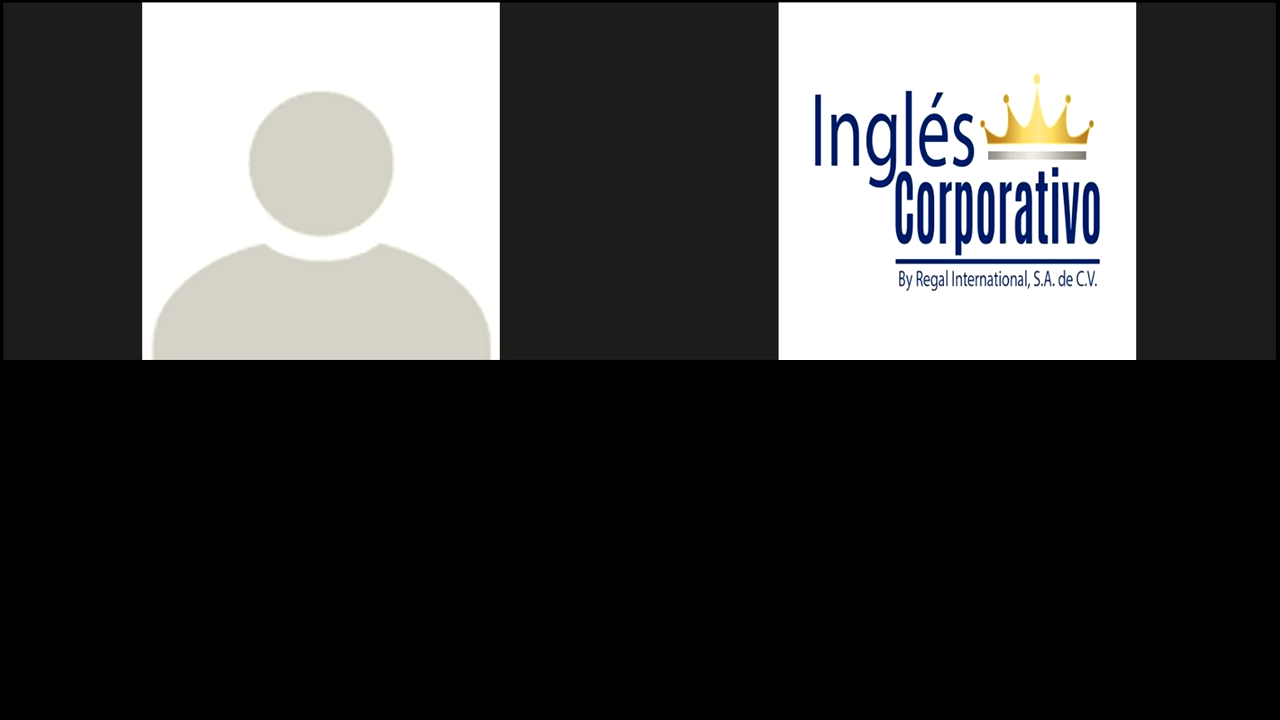 Inglés
Corporativo
By Regal International, S.A. de C.V.